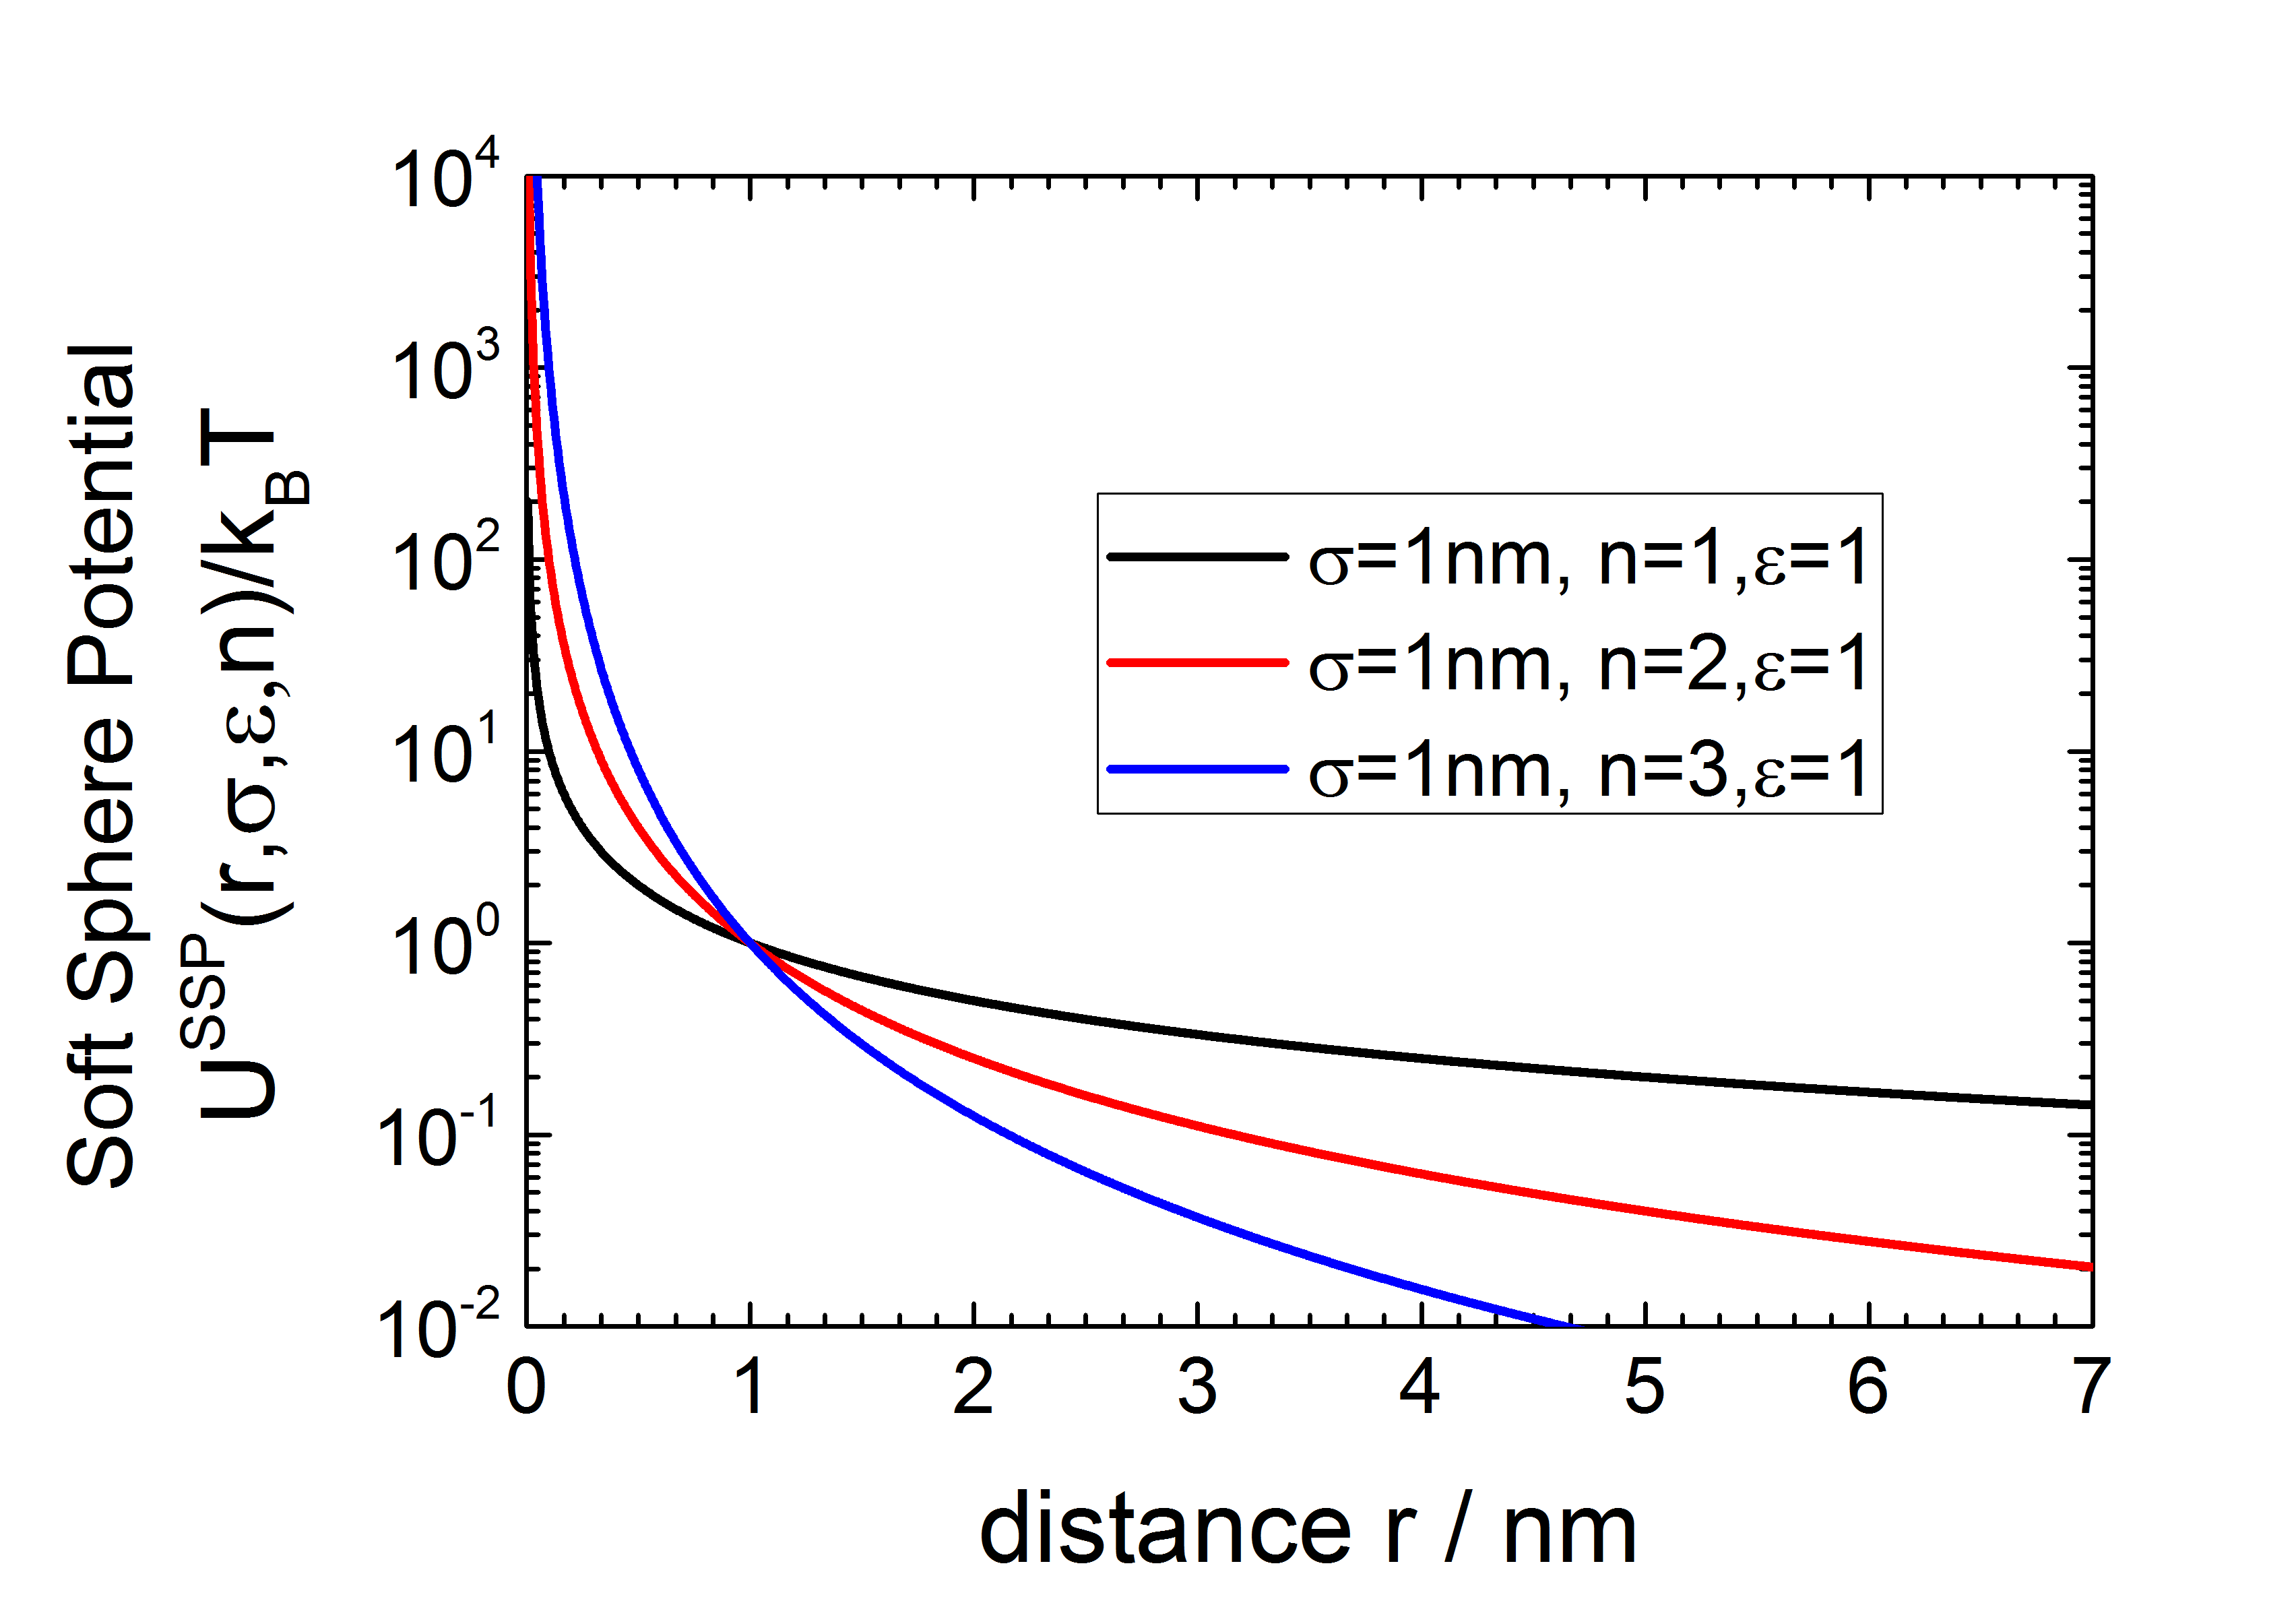 Soft Sphere Potential
U^SSP(r,σ,ε,n)/k_BT
10^4
10^3
10^2
10^1
10^0
10^-1
10^-2
σ=1nm, n=1,ε=1
σ=1nm, n=2,ε=1
σ=1nm, n=3,ε=1
0 1 2 3 4 5 6 7
distance r / nm